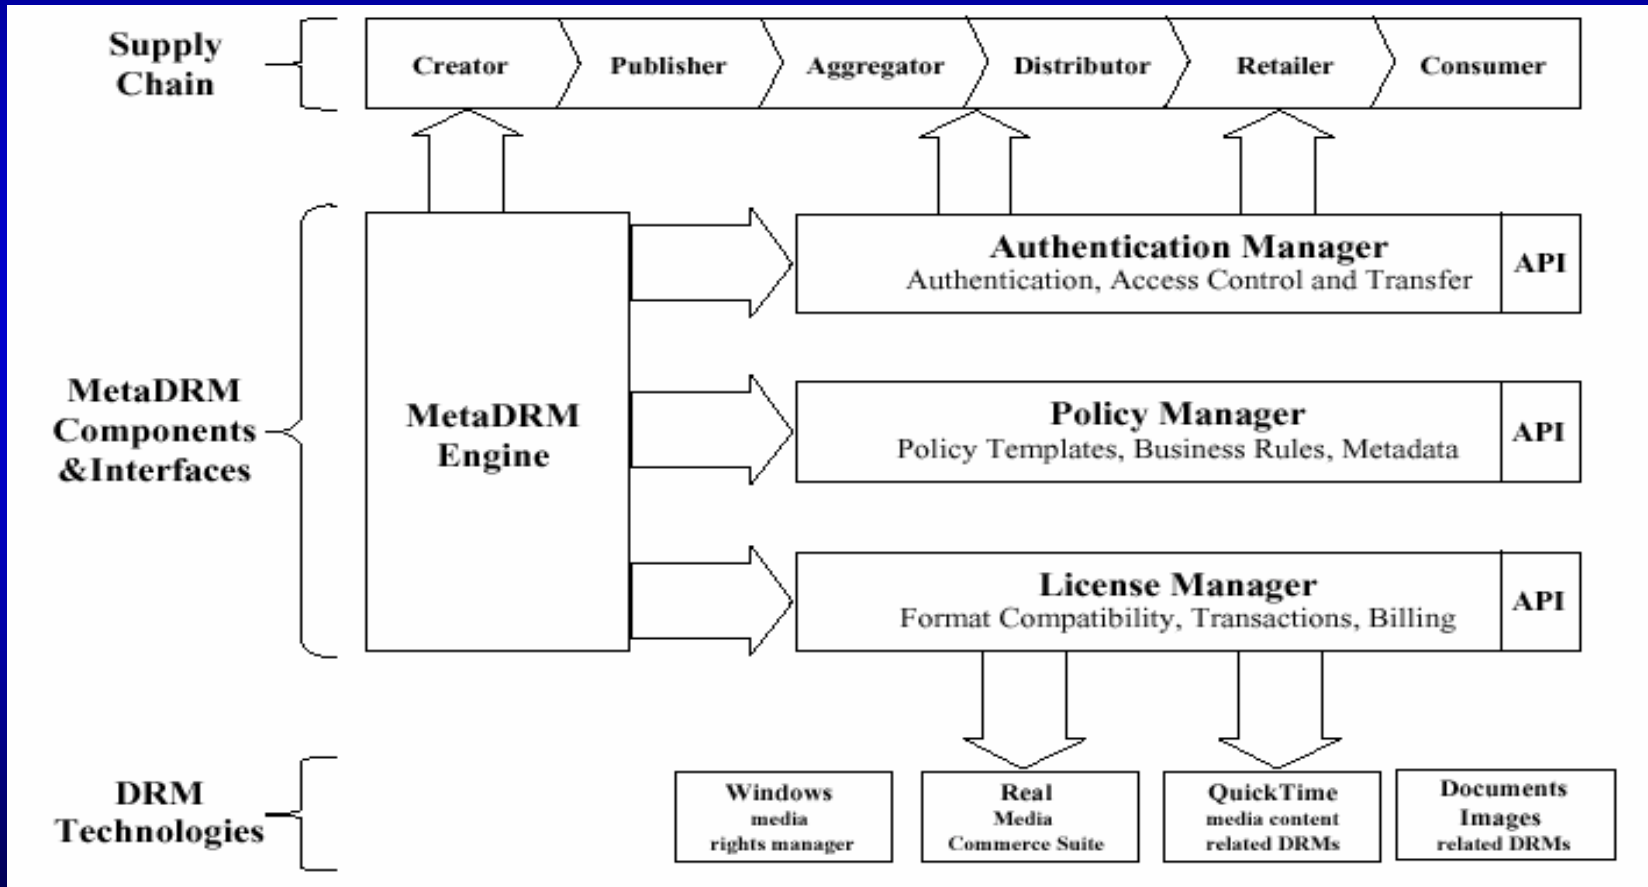 Supply
Chain
Creator
Publisher
Aggregator
Distributor
Retailer
Consumer
MetaDRM
Components
&Interfaces
MetaDRM
Engine
Authentication Manager
Authentication, Access Control and Transfer
API
Policy Manager
Policy Templates, Business Rules, Metadata
API
License Manager
Format Compatibility, Transactions, Billing
API
DRM
Technologies
Windows
media
rights manager
Real
Media
Commerce Suite
QuickTime
media content
related DRMs
Documents
Images
related DRMs